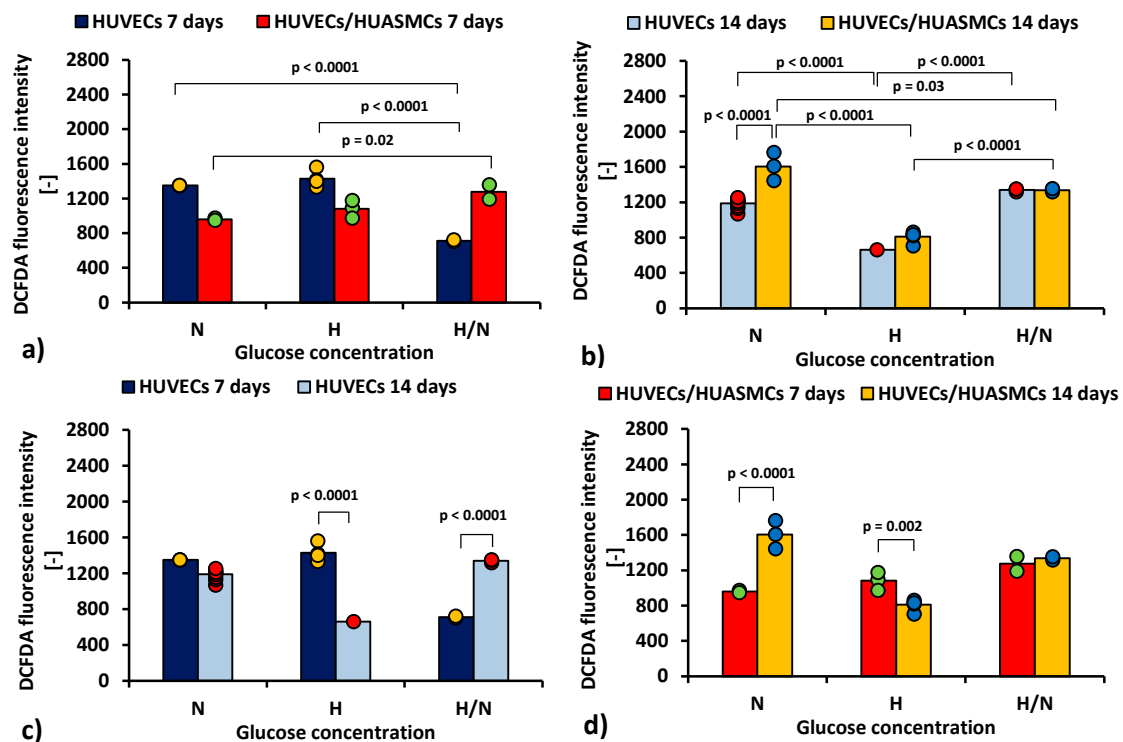 HUVECs 7 days HUVECs/HUASMCs 7 days
DCFDA fluorescence intensity
[-]
2800
2400
2000
1600
1200
800
400
0
p < 0.0001
p < 0.0001
p = 0.02
N H H/N
Glucose concentration
a)
HUVECs 14 days HUVECs/HUASMCs 14 days
DCFDA fluorescence intensity
[-]
2800
2400
2000
1600
1200
800
400
0
p < 0.0001 p < 0.0001
p = 0.03
p < 0.0001 p < 0.0001
p < 0.0001
N H H/N
Glucose concentration
b)
HUVECs 7 days HUVECs 14 days
DCFDA fluorescence intensity
[-]
2800
2400
2000
1600
1200
800
400
0
p < 0.0001
p < 0.0001
N H H/N
Glucose concentration
c)
HUVECs/HUASMCs 7 days HUVECs/HUASMCs 14 days
DCFDA fluorescence intensity
[-]
2800
2400
2000
1600
1200
800
400
0
p < 0.0001
p = 0.002
N H H/N
Glucose concentration
d)